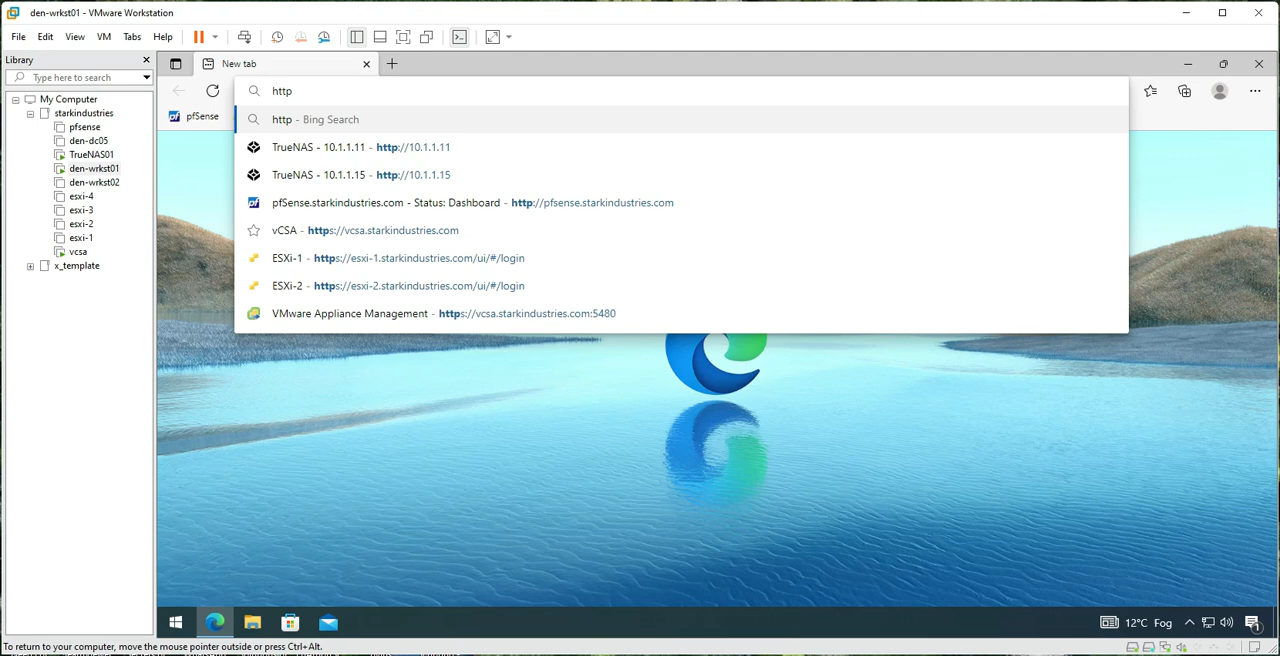 den-wrkst01 - VMware Workstation
File Edit View VM Tabs Help
Library
Type here to search
My Computer
starkindustries
pfsense
den-dc05
TrueNAS01
den-wrkst01
den-wrkst02
esxi-4
esxi-3
esxi-2
esxi-1
vcsa
x_template
New tab
http
pfSense
http - Bing Search
TrueNAS - 10.1.1.11 - http://10.1.1.11
TrueNAS - 10.1.1.15 - http://10.1.1.15
pfSense.starkindustries.com - Status: Dashboard - http://pfsense.starkindustries.com
vCSA - https://vcsa.starkindustries.com
ESXi-1 - https://esxi-1.starkindustries.com/ui/#/login
ESXi-2 - https://esxi-2.starkindustries.com/ui/#/login
VMware Appliance Management - https://vcsa.starkindustries.com:5480
12°C Fog
1
To return to your computer, move the mouse pointer outside or press Ctrl+Alt.